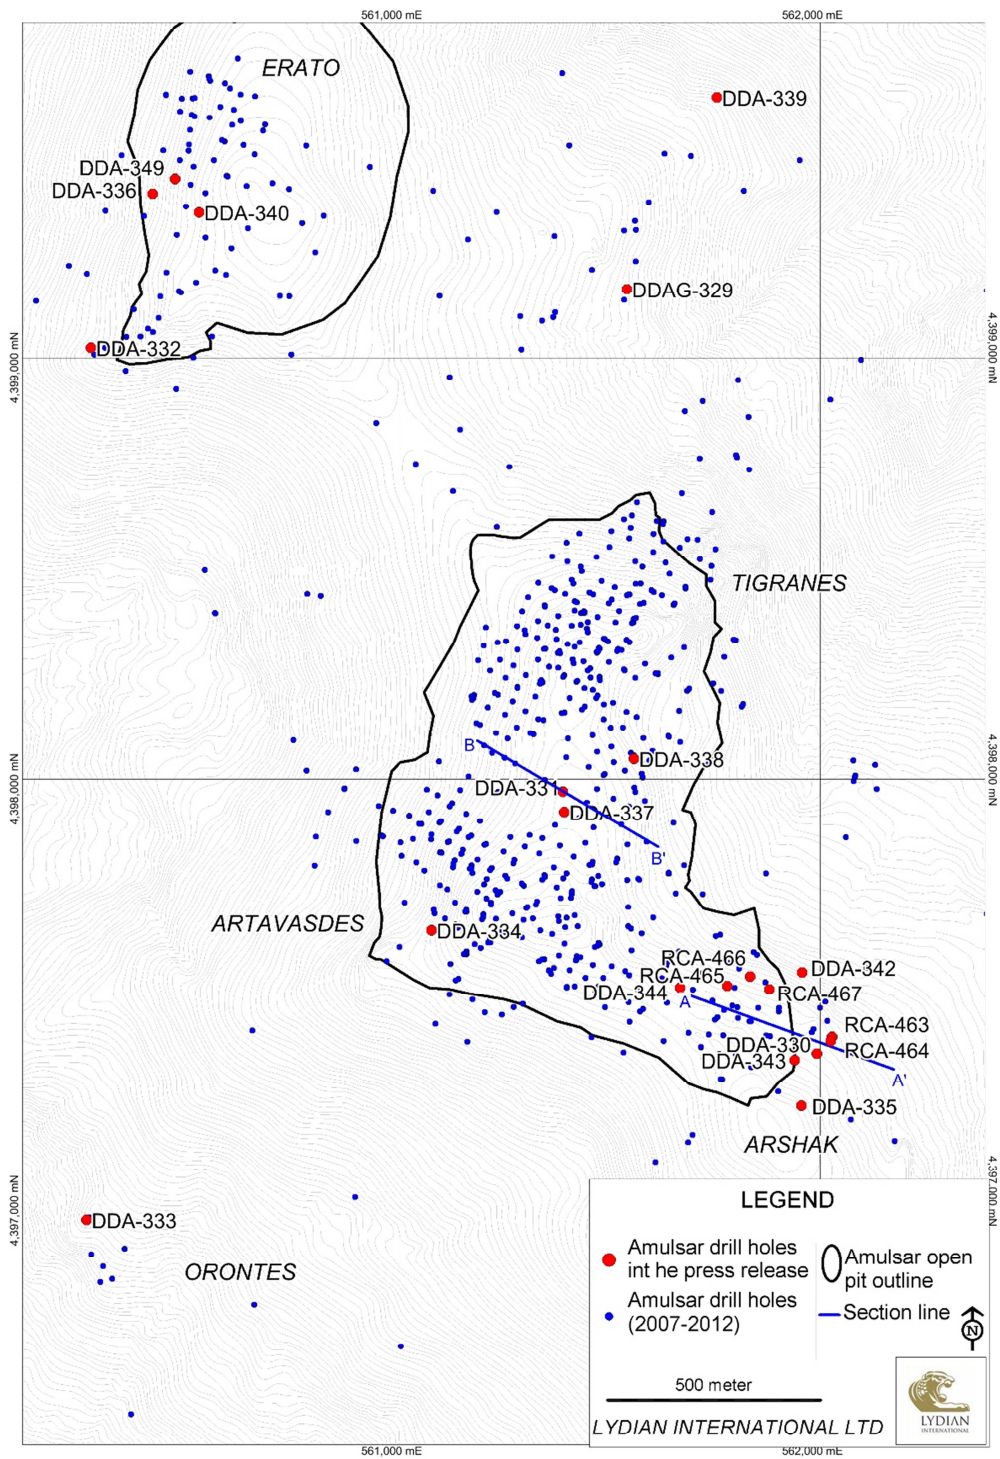 561,000 mE
562,000 mE
ERATO
DDA-339
DDA-349
DDA-336
DDA-340
DDAG-329
4,399,000 mN
4,399,000 mN
DDA-332
TIGRANES
B
DDA-338
4,398,000 mN
4,398,000 mN
DDA-331
DDA-337
B'
ARTAVASDES
DDA-334
RCA-466
DDA-342
RCA-465
DDA-344
A
RCA-467
RCA-463
DDA-330
RCA-464
DDA-343
A'
DDA-335
ARSHAK
4,397,000 mN
4,397,000 mN
DDA-333
ORONTES
LEGEND
Amulsar drill holes
int he press release
Amulsar open
pit outline
Amulsar drill holes
(2007-2012)
Section line
N
500 meter
LYDIAN INTERNATIONAL LTD
LYDIAN
INTERNATIONAL
561,000 mE
562,000 mE